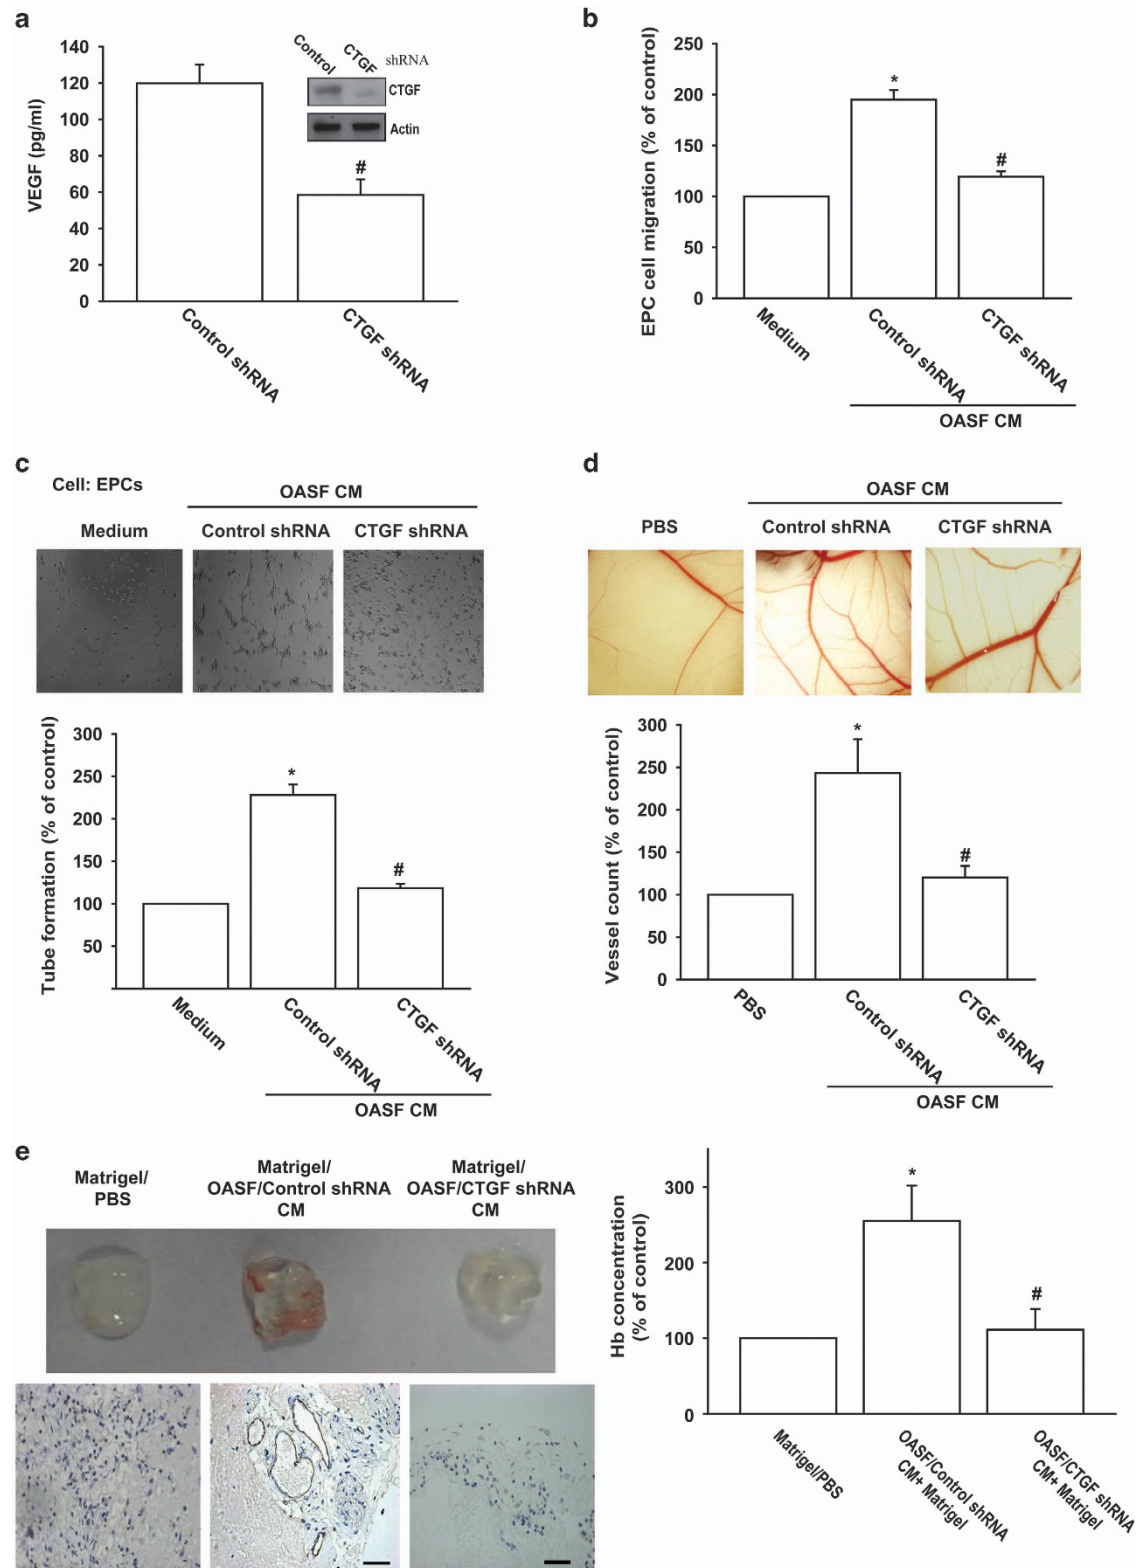 a
VEGF (pg/ml)
140
120
100
80
60
40
20
0
Control
CTGF
shRNA
CTGF
Actin
#
Control shRNA
CTGF shRNA
b
EPC cell migration (% of control)
250
200
150
100
50
0
*
#
Medium
Control shRNA
CTGF shRNA
OASF CM
c
Cell: EPCs
OASF CM
Medium
Control shRNA
CTGF shRNA
Tube formation (% of control)
300
250
200
150
100
50
*
#
Medium
Control shRNA
CTGF shRNA
OASF CM
d
OASF CM
PBS
Control shRNA
CTGF shRNA
Vessel count (% of control)
300
250
200
150
100
50
0
*
#
PBS
Control shRNA
CTGF shRNA
OASF CM
e
Matrigel/
PBS
Matrigel/
OASF/Control shRNA
CM
Matrigel/
OASF/CTGF shRNA
CM
Hb concentration
(% of control)
300
200
100
0
*
#
Matrigel/PBS
OASF/Control shRNA
CM+ Matrigel
OASF/CTGF shRNA
CM+ Matrigel